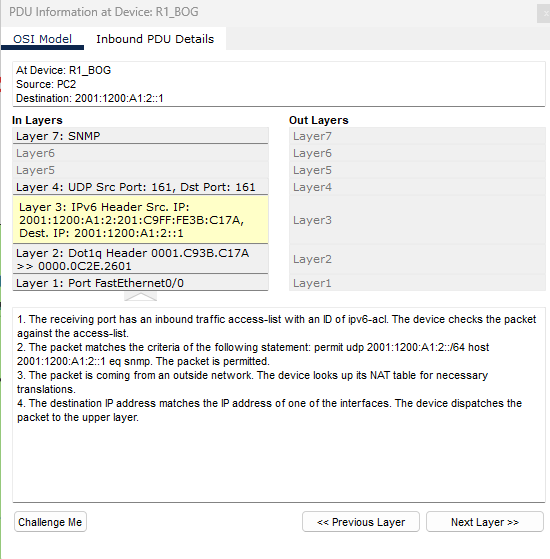 PDU Information at Device: R1_BOG
OSI Model
Inbound PDU Details
At Device: R1_BOG
Source: PC2
Destination: 2001:1200:A1:2::1
In Layers
Layer 7: SNMP
Layer6
Layer5
Layer 4: UDP Src Port: 161, Dst Port: 161
Layer 3: IPv6 Header Src. IP:
2001:1200:A1:2:201:C9FF:FE3B:C17A,
Dest. IP: 2001:1200:A1:2::1
Layer 2: Dot1q Header 0001.C93B.C17A
>> 0000.0C2E.2601
Layer 1: Port FastEthernet0/0
Out Layers
Layer7
Layer6
Layer5
Layer4
Layer3
Layer2
Layer1
1. The receiving port has an inbound traffic access-list with an ID of ipv6-acl. The device checks the packet
against the access-list.
2. The packet matches the criteria of the following statement: permit udp 2001:1200:A1:2::/64 host
2001:1200:A1:2::1 eq snmp. The packet is permitted.
3. The packet is coming from an outside network. The device looks up its NAT table for necessary
translations.
4. The destination IP address matches the IP address of one of the interfaces. The device dispatches the
packet to the upper layer.
Challenge Me
<< Previous Layer
Next Layer >>